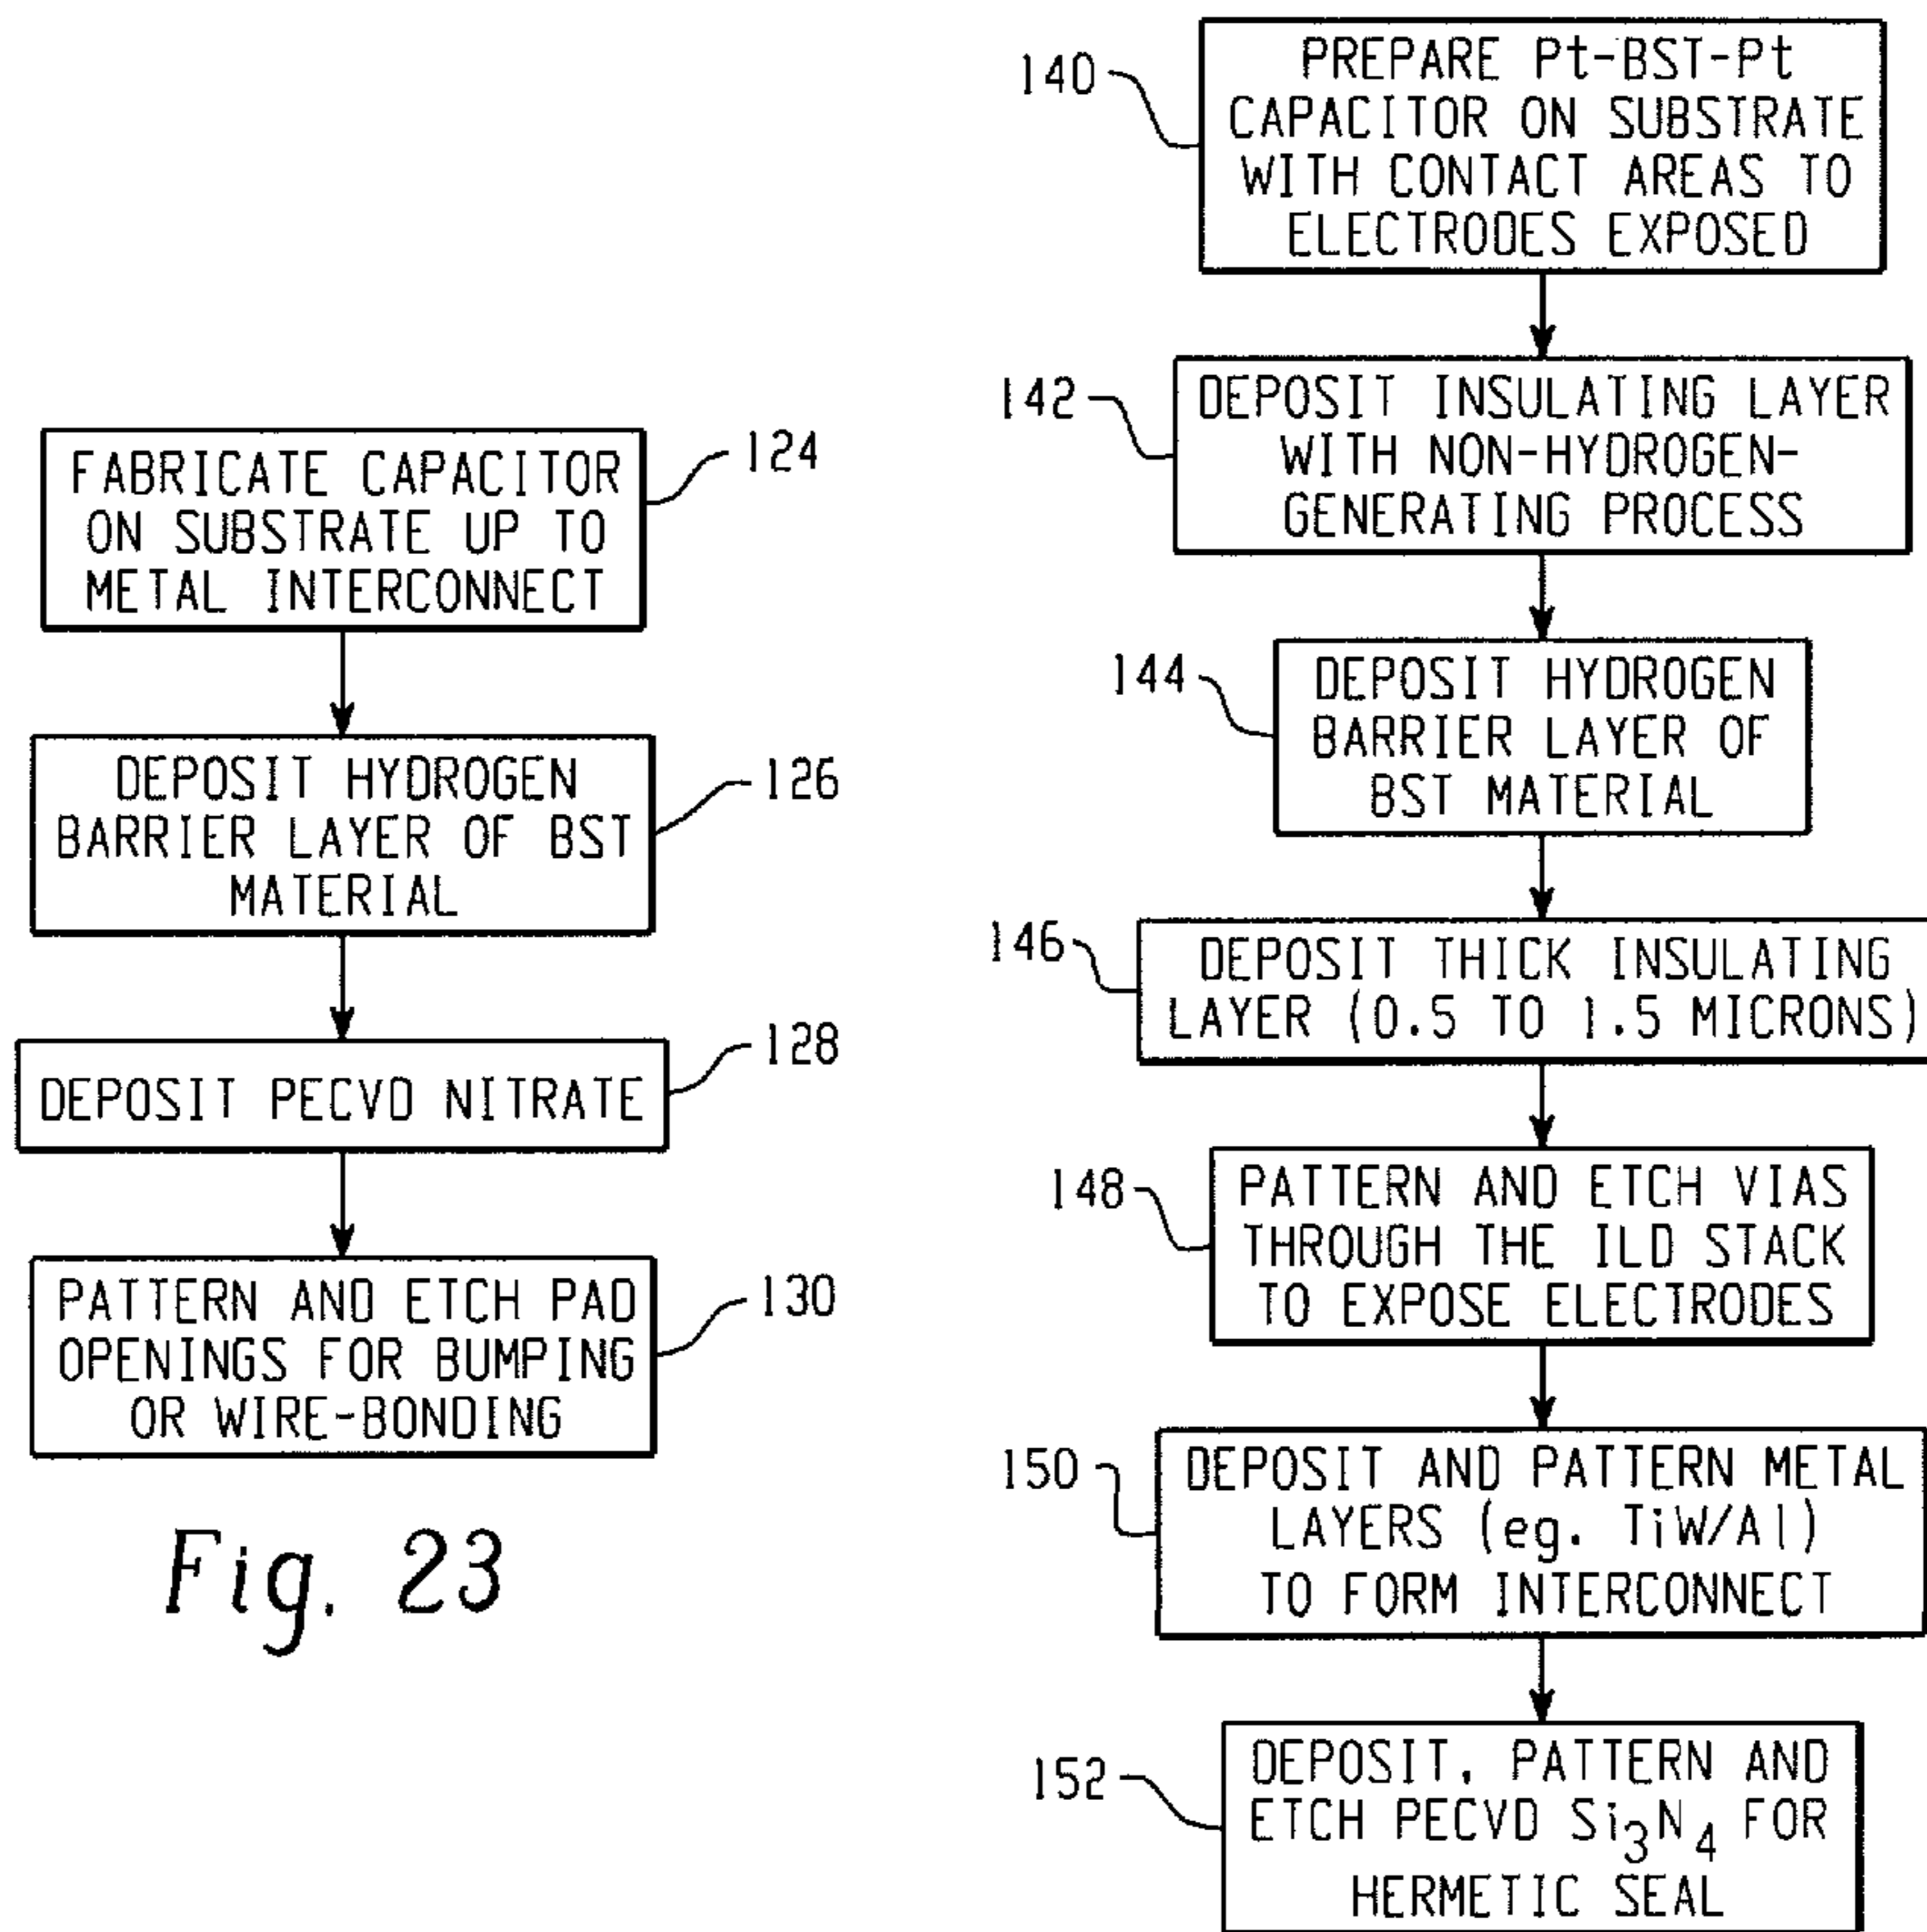 FABRICATE CAPACITOR
ON SUBSTRATE UP TO
METAL INTERCONNECT
124
DEPOSIT HYDROGEN
BARRIER LAYER OF BST
MATERIAL
126
DEPOSIT PECVD NITRATE
128
PATTERN AND ETCH PAD
OPENINGS FOR BUMPING
OR WIRE-BONDING
130
Fig. 23
140
PREPARE Pt-BST-Pt
CAPACITOR ON SUBSTRATE
WITH CONTACT AREAS TO
ELECTRODES EXPOSED
142
DEPOSIT INSULATING LAYER
WITH NON-HYDROGEN-
GENERATING PROCESS
144
DEPOSIT HYDROGEN
BARRIER LAYER OF
BST MATERIAL
146
DEPOSIT THICK INSULATING
LAYER (0.5 TO 1.5 MICRONS)
148
PATTERN AND ETCH VIAS
THROUGH THE ILD STACK
TO EXPOSE ELECTRODES
150
DEPOSIT AND PATTERN METAL
LAYERS (eg. TiW/Al)
TO FORM INTERCONNECT
152
DEPOSIT, PATTERN AND
ETCH PECVD Si₃N₄ FOR
HERMETIC SEAL